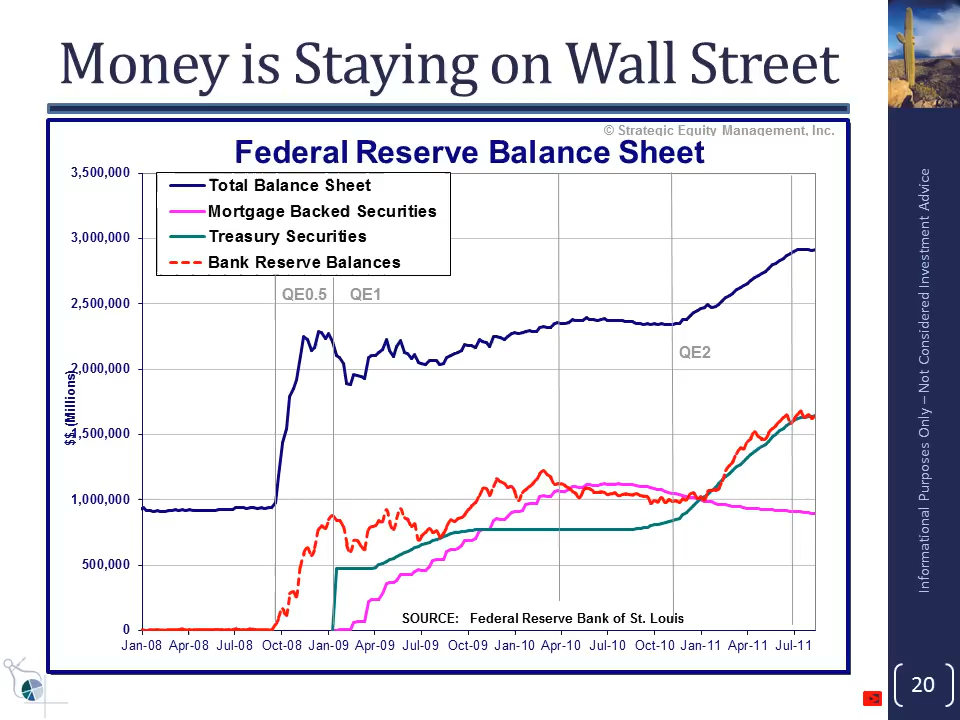 Money is Staying on Wall Street
© Strategic Equity Management, Inc.
Federal Reserve Balance Sheet
Total Balance Sheet
Mortgage Backed Securities
Treasury Securities
Bank Reserve Balances
3,500,000
3,000,000
2,500,000
2,000,000
1,500,000
1,000,000
500,000
0
$$ (Millions)
QE0.5
QE1
QE2
SOURCE: Federal Reserve Bank of St. Louis
Jan-08 Apr-08 Jul-08 Oct-08 Jan-09 Apr-09 Jul-09 Oct-09 Jan-10 Apr-10 Jul-10 Oct-10 Jan-11 Apr-11 Jul-11
Informational Purposes Only – Not Considered Investment Advice
20